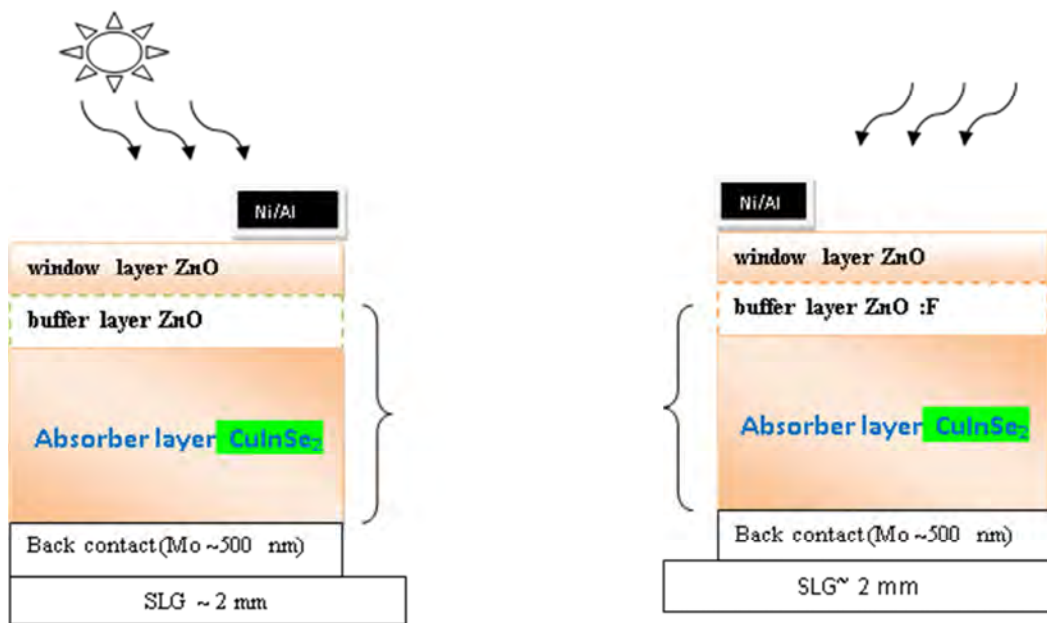 Ni/Al
window layer ZnO
buffer layer ZnO
Absorber layer CuInSe₂
Back contact(Mo ~500 nm)
SLG ~ 2 mm
Ni/Al
window layer ZnO
buffer layer ZnO :F
Absorber layer CuInSe₂
Back contact(Mo ~500 nm)
SLG~ 2 mm